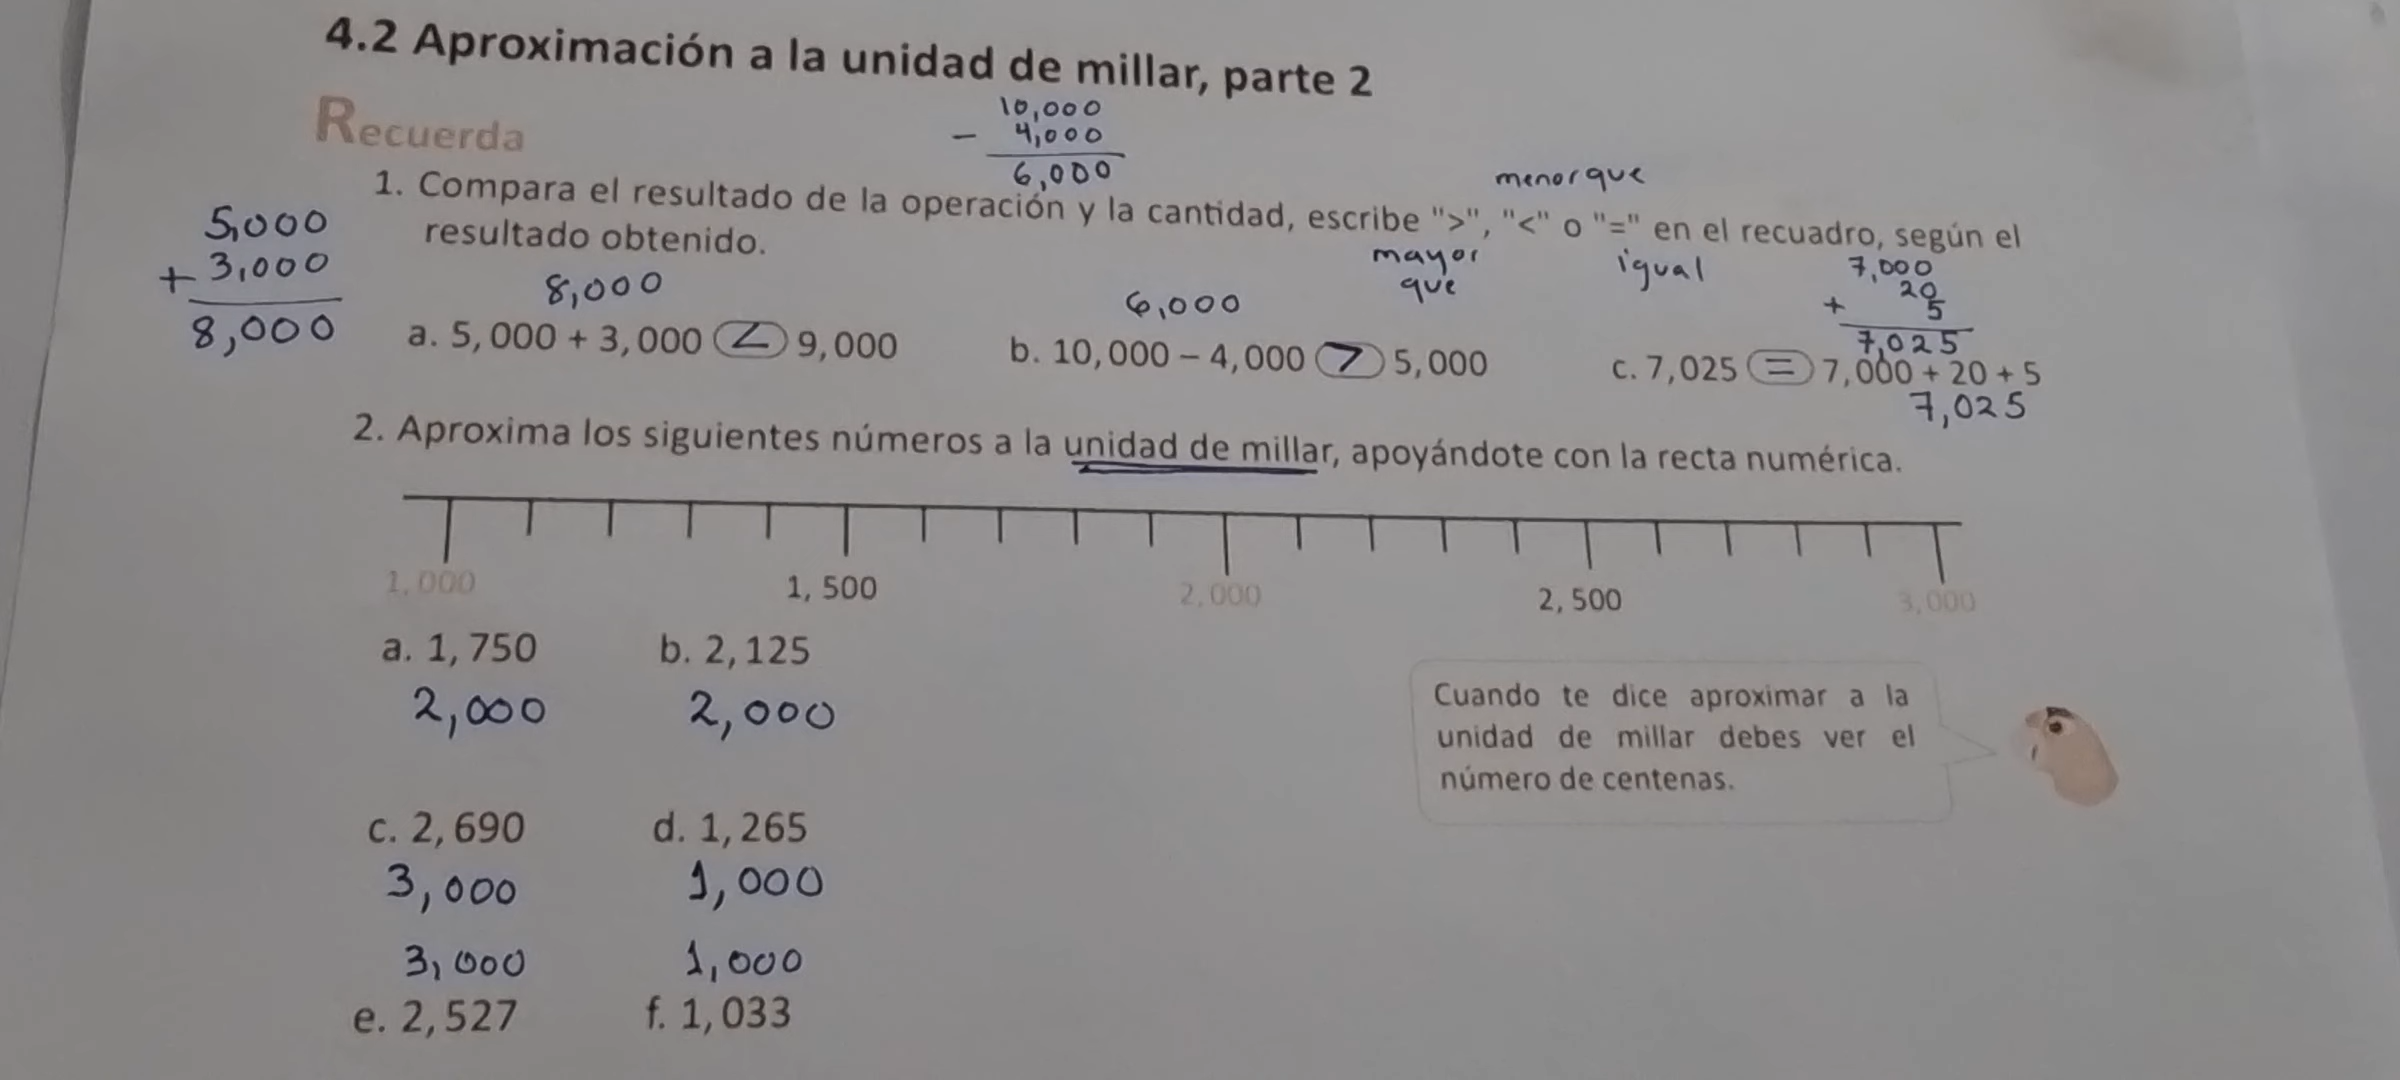 4.2 Aproximación a la unidad de millar, parte 2
Recuerda
10,000
- 4,000
6,000
menor que
1. Compara el resultado de la operación y la cantidad, escribe ">", "<" o "=" en el recuadro, según el
resultado obtenido.
mayor que
igual
5,000
+ 3,000
8,000
8,000
6,000
7,000
20
+ 5
7,025
a. 5,000 + 3,000 < 9,000
b. 10,000 – 4,000 > 5,000
c. 7,025 = 7,000 + 20 + 5
7,025
2. Aproxima los siguientes números a la unidad de millar, apoyándote con la recta numérica.
1,000 1,500 2,000 2,500 3,000
a. 1,750 b. 2,125
2,000 2,000
Cuando te dice aproximar a la
unidad de millar debes ver el
número de centenas.
c. 2,690 d. 1,265
3,000 1,000
3,000 1,000
e. 2,527 f. 1,033